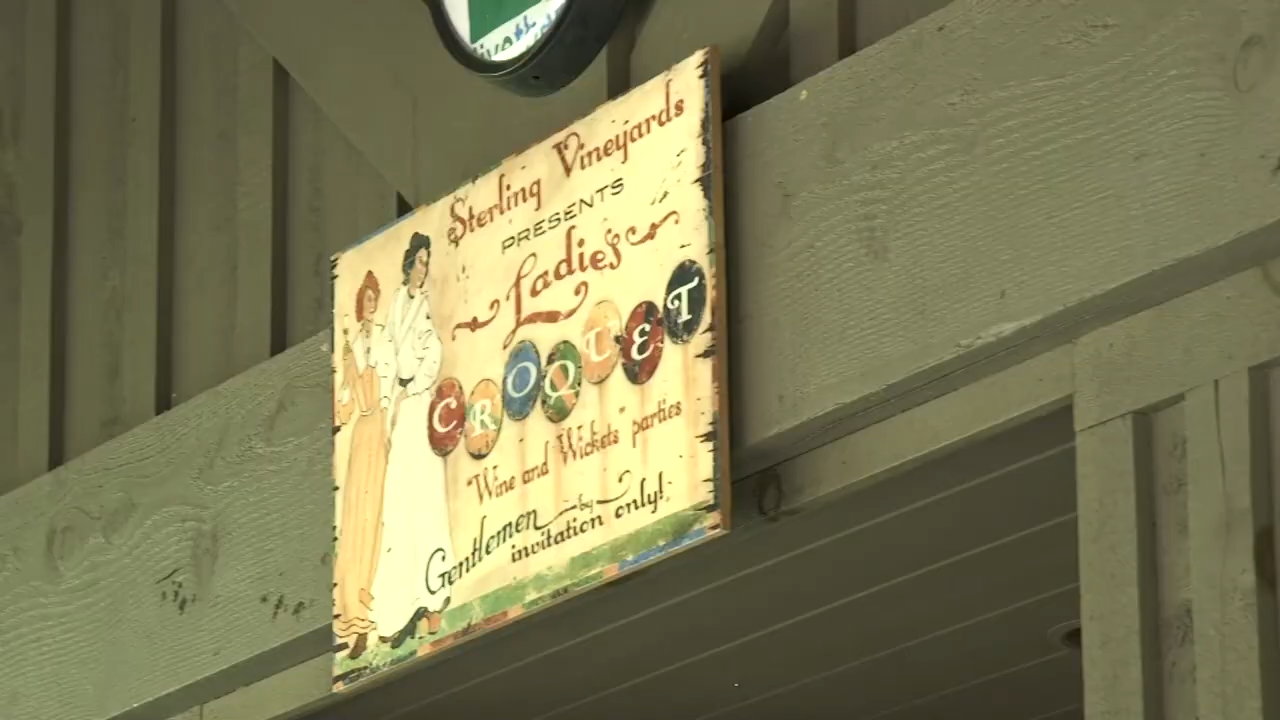 Sterling Vineyards
PRESENTS
Ladies
CROQUET
"Wine and Wickets" parties
Gentlemen by
invitation only!